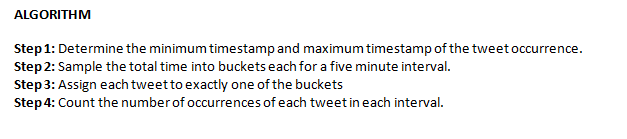 ALGORITHM
Step 1: Determine the minimum timestamp and maximum timestamp of the tweet occurrence.
Step 2: Sample the total time into buckets each for a five minute interval.
Step 3: Assign each tweet to exactly one of the buckets
Step 4: Count the number of occurrences of each tweet in each interval.